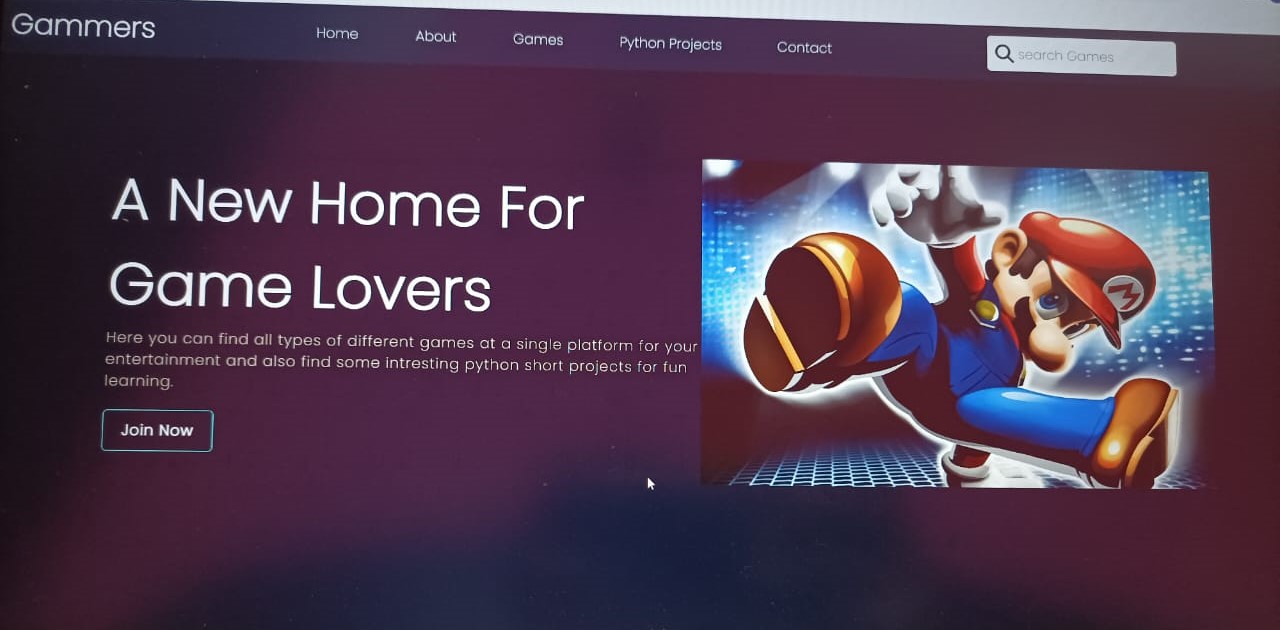 Gammers
Home About Games Python Projects Contact
search Games
A New Home For
Game Lovers
Here you can find all types of different games at a single platform for your
entertainment and also find some intresting python short projects for fun
learning.
Join Now
M